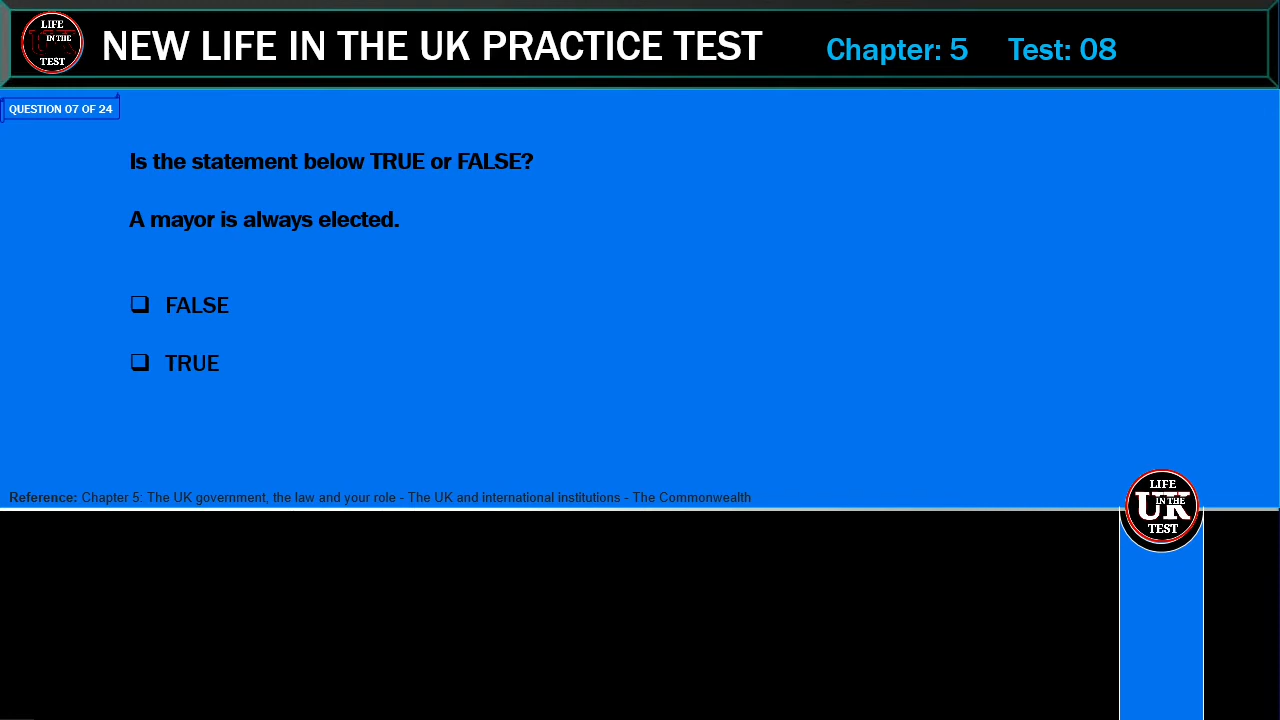 LIFE
IN THE
UK
TEST
NEW LIFE IN THE UK PRACTICE TEST
Chapter: 5 Test: 08
QUESTION 07 OF 24
Is the statement below TRUE or FALSE?
A mayor is always elected.
❑ FALSE
❑ TRUE
Reference: Chapter 5: The UK government, the law and your role - The UK and international institutions - The Commonwealth
LIFE
IN THE
UK
TEST